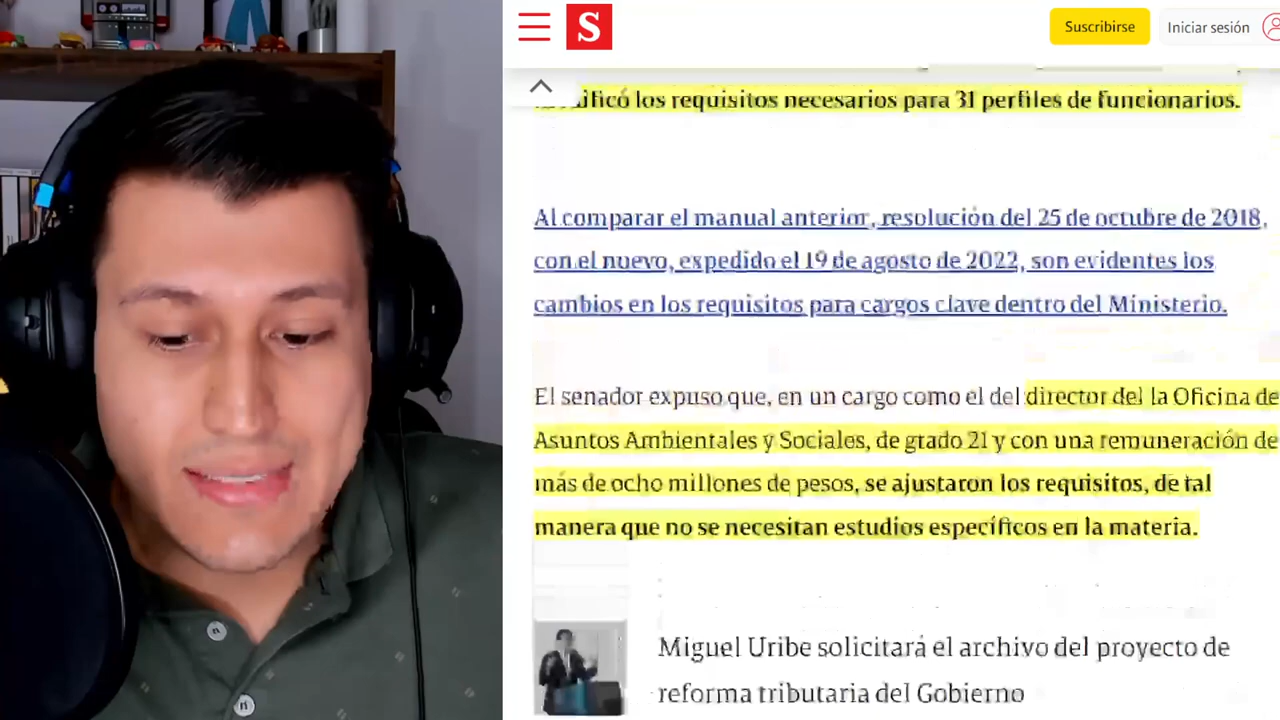 S
Suscribirse
Iniciar sesión
los requisitos necesarios para 31 perfiles de funcionarios.
Al comparar el manual anterior, resolución del 25 de octubre de 2018,
con el nuevo, expedido el 19 de agosto de 2022, son evidentes los
cambios en los requisitos para cargos clave dentro del Ministerio.
El senador expuso que, en un cargo como el del director del la Oficina de
Asuntos Ambientales y Sociales, de grado 21 y con una remuneración de
más de ocho millones de pesos, se ajustaron los requisitos, de tal
manera que no se necesitan estudios específicos en la materia.
Miguel Uribe solicitará el archivo del proyecto de
reforma tributaria del Gobierno